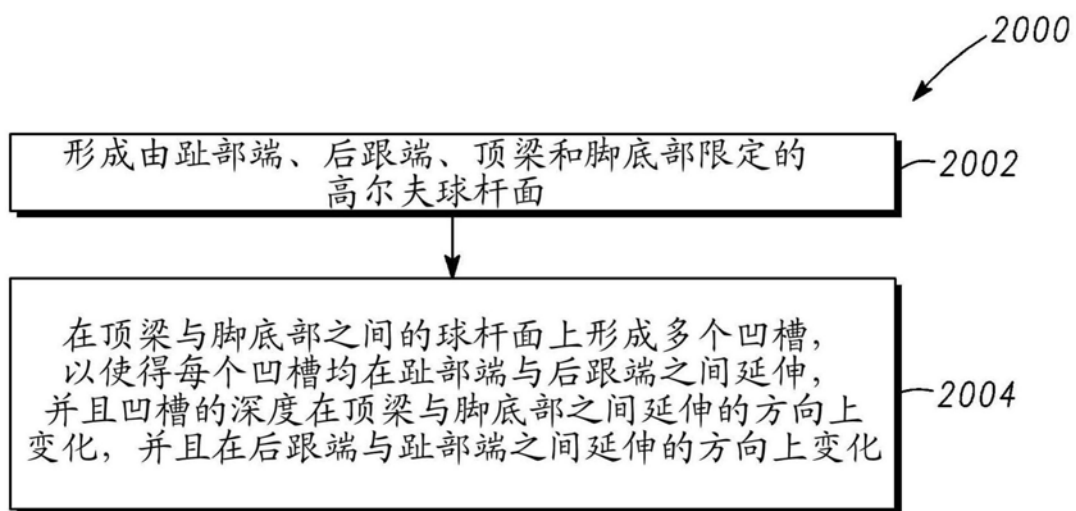 2000
形成由趾部端、后跟端、顶梁和脚底部限定的
高尔夫球杆面
2002
在顶梁与脚底部之间的球杆面上形成多个凹槽，
以使得每个凹槽均在趾部端与后跟端之间延伸，
并且凹槽的深度在顶梁与脚底部之间延伸的方向上
变化，并且在后跟端与趾部端之间延伸的方向上变化
2004